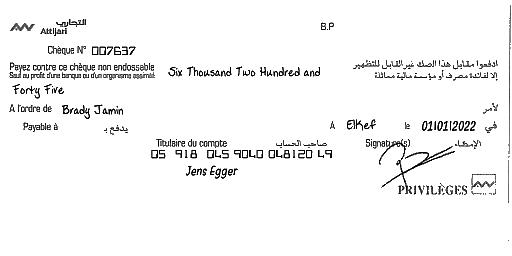 التجاري
Attijari
B.P
Chèque N° 007637
Payez contre ce chèque non endossable
Sauf au profit d'une banque ou d'un organisme assimilé
Six Thousand Two Hundred and
ادفعوا مقابل هذا الصك غير القابل للتظهير
إلا لفائدة مصرف أو مؤسسة مالية مماثلة
Forty Five
A l'ordre de Brady Jamin
لأمر
Payable à يدفع بـ
A ElKef le 01/01/2022 في
Titulaire du compte صاحب الحساب Signature(s) الإمضاء
05 918 045 9040 048120 49
Jens Egger
PRIVILÈGES